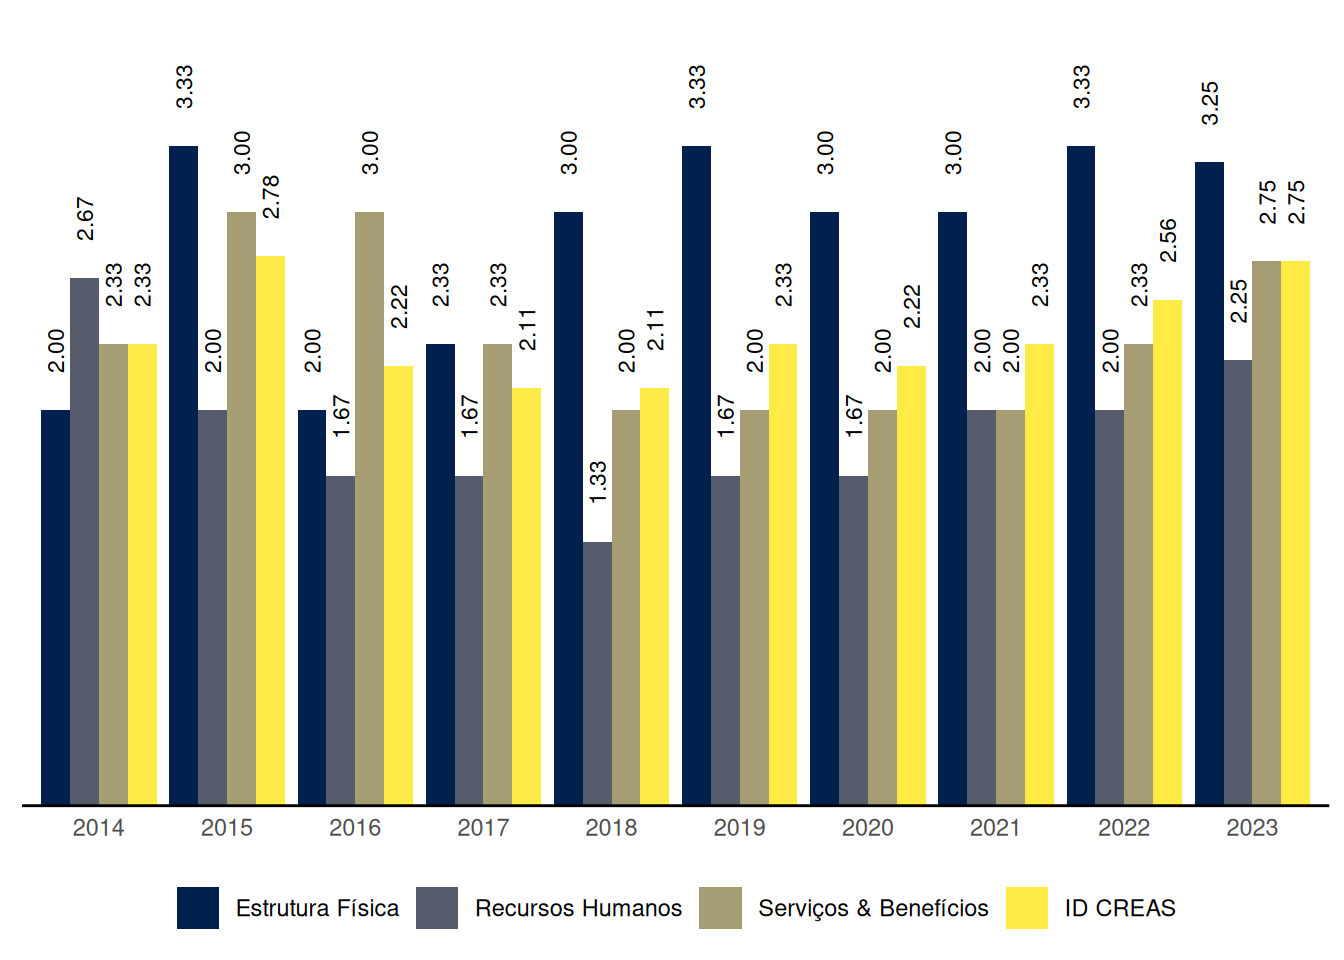 2.00 2.67 2.33 2.33
3.33 2.00 3.00 2.78
2.00 1.67 3.00 2.22
2.33 1.67 2.33 2.11
3.00 1.33 2.00 2.11
3.33 1.67 2.00 2.33
3.00 1.67 2.00 2.22
3.00 2.00 2.00 2.33
3.33 2.00 2.33 2.56
3.25 2.25 2.75 2.75
2014 2015 2016 2017 2018 2019 2020 2021 2022 2023
Estrutura Física Recursos Humanos Serviços & Benefícios ID CREAS